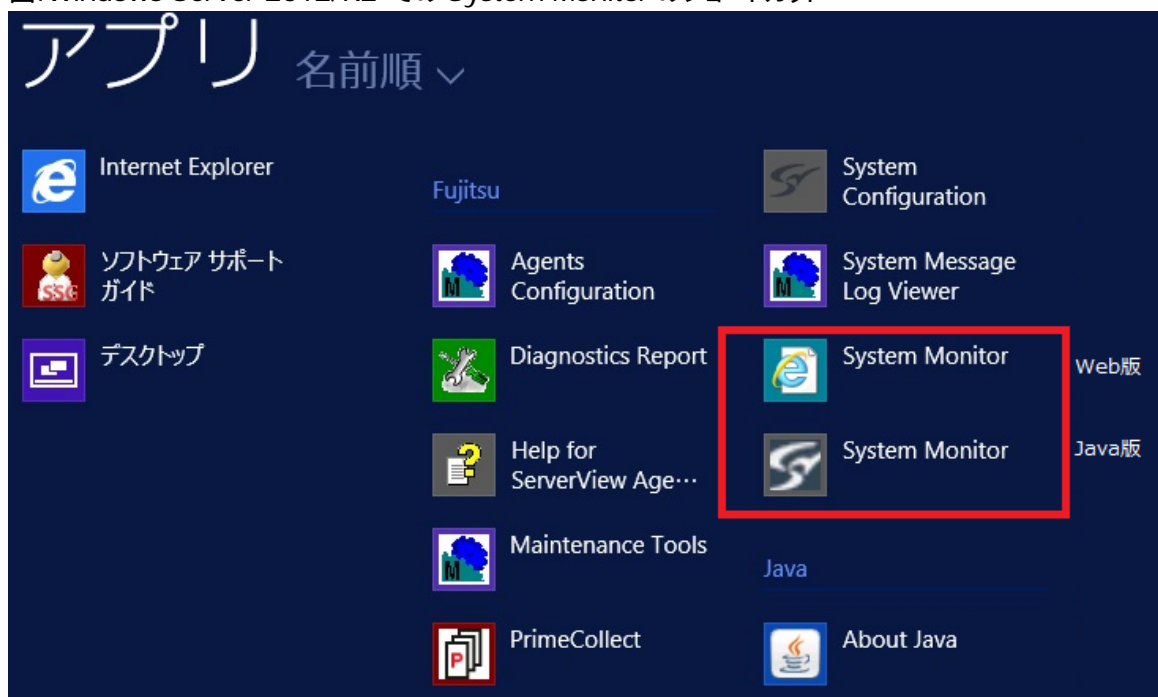 アプリ 名前順
Internet Explorer
ソフトウェア サポート
ガイド
デスクトップ
Fujitsu
Agents
Configuration
Diagnostics Report
Help for
ServerView Age…
Maintenance Tools
PrimeCollect
System
Configuration
System Message
Log Viewer
System Monitor
Web版
System Monitor
Java版
Java
About Java